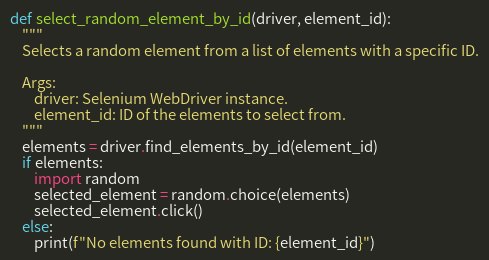 def select_random_element_by_id(driver, element_id):
    """
    Selects a random element from a list of elements with a specific ID.

    Args:
        driver: Selenium WebDriver instance.
        element_id: ID of the elements to select from.
    """
    elements = driver.find_elements_by_id(element_id)
    if elements:
        import random
        selected_element = random.choice(elements)
        selected_element.click()
    else:
        print(f"No elements found with ID: {element_id}")